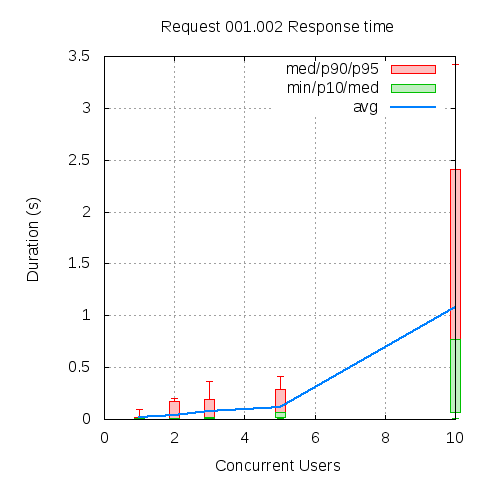 Request 001.002 Response time
med/p90/p95
min/p10/med
avg
3.5
3
2.5
2
1.5
1
0.5
0
Duration (s)
0 2 4 6 8 10
Concurrent Users